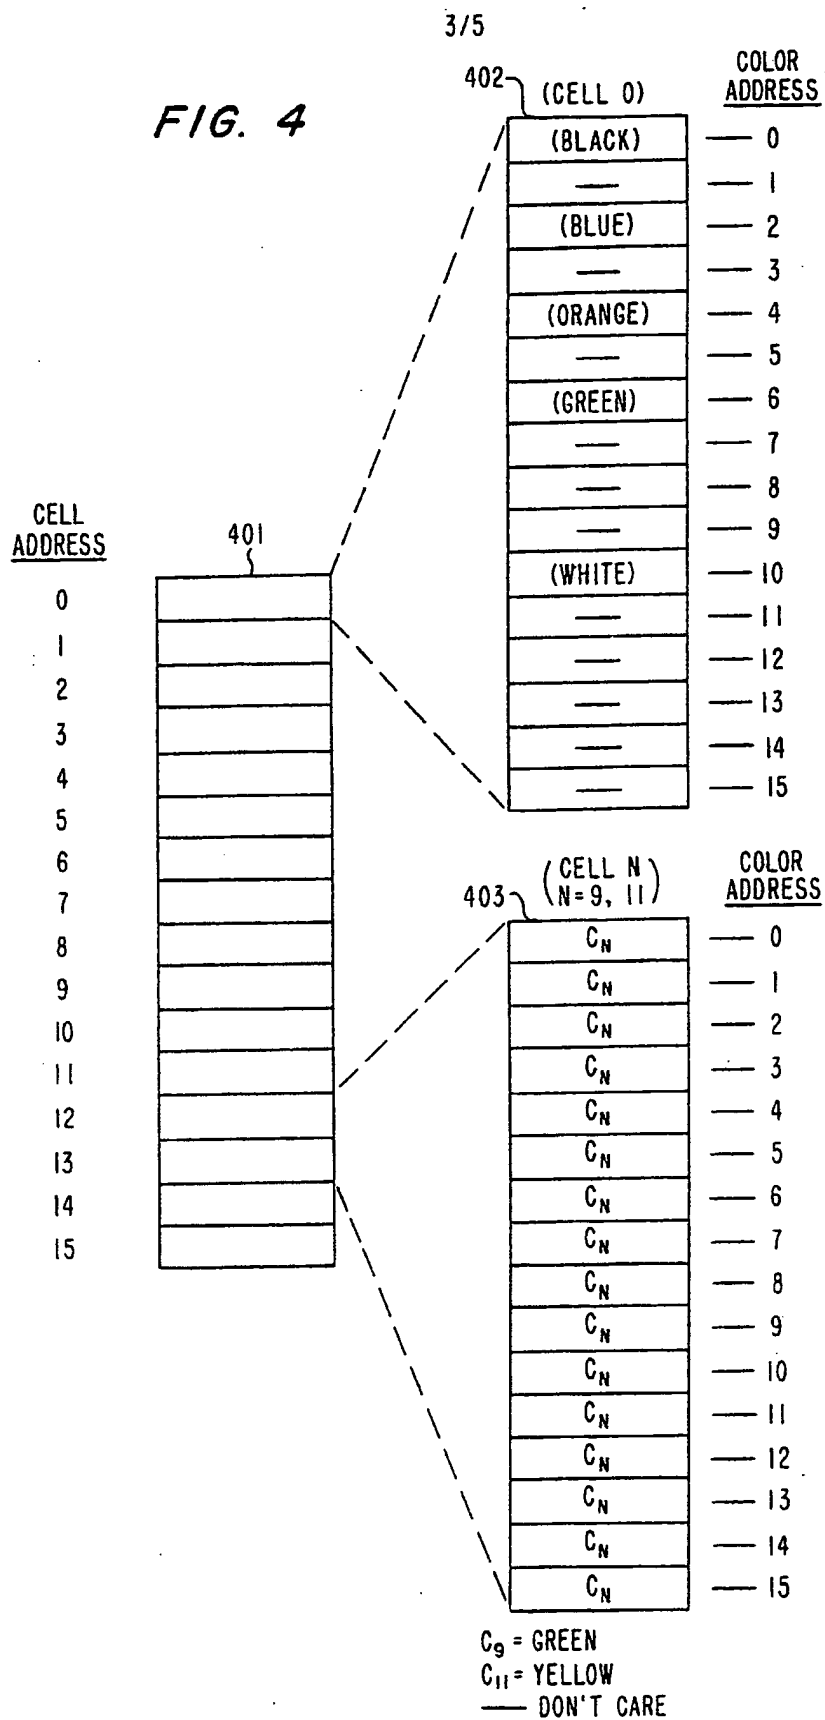 3/5
FIG. 4
402
(CELL 0)
COLOR
ADDRESS
(BLACK) — 0
— — 1
(BLUE) — 2
— — 3
(ORANGE) — 4
— — 5
(GREEN) — 6
— — 7
— — 8
— — 9
(WHITE) — 10
— — 11
— — 12
— — 13
— — 14
— — 15
CELL
ADDRESS
401
0
1
2
3
4
5
6
7
8
9
10
11
12
13
14
15
403
(CELL N
N=9, 11)
COLOR
ADDRESS
C_N — 0
C_N — 1
C_N — 2
C_N — 3
C_N — 4
C_N — 5
C_N — 6
C_N — 7
C_N — 8
C_N — 9
C_N — 10
C_N — 11
C_N — 12
C_N — 13
C_N — 14
C_N — 15
C₉ = GREEN
C₁₁ = YELLOW
— DON'T CARE